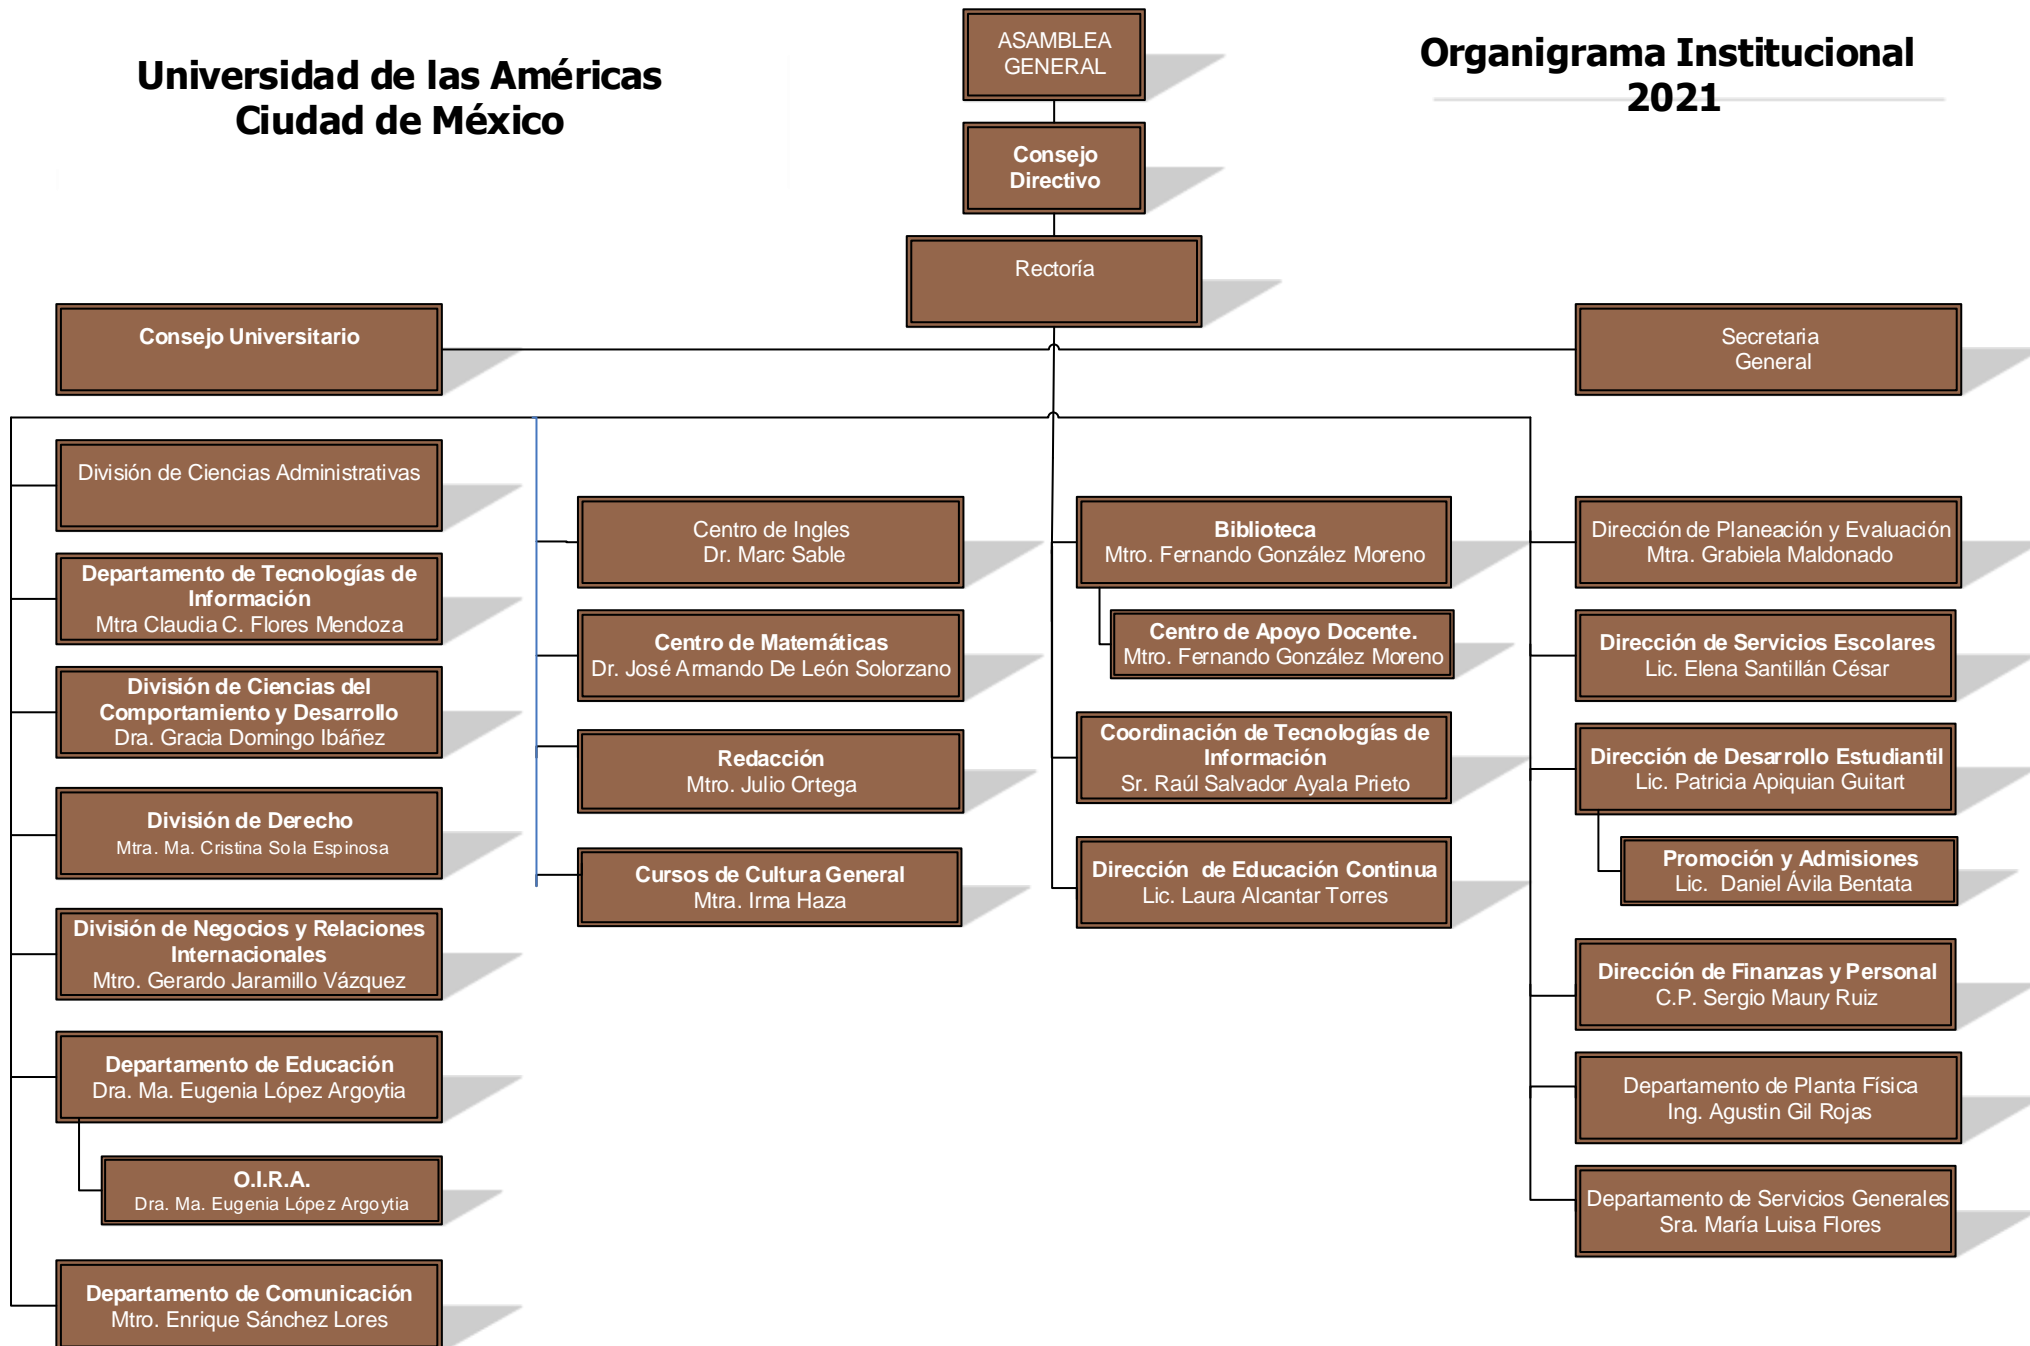 Universidad de las Américas
Ciudad de México
Organigrama Institucional
2021
ASAMBLEA
GENERAL
Consejo
Directivo
Rectoría
Consejo Universitario
Secretaria
General
División de Ciencias Administrativas
Departamento de Tecnologías de
Información
Mtra Claudia C. Flores Mendoza
División de Ciencias del
Comportamiento y Desarrollo
Dra. Gracia Domingo Ibáñez
División de Derecho
Mtra. Ma. Cristina Sola Espinosa
División de Negocios y Relaciones
Internacionales
Mtro. Gerardo Jaramillo Vázquez
Departamento de Educación
Dra. Ma. Eugenia López Argoytia
O.I.R.A.
Dra. Ma. Eugenia López Argoytia
Departamento de Comunicación
Mtro. Enrique Sánchez Lores
Centro de Ingles
Dr. Marc Sable
Centro de Matemáticas
Dr. José Armando De León Solorzano
Redacción
Mtro. Julio Ortega
Cursos de Cultura General
Mtra. Irma Haza
Biblioteca
Mtro. Fernando González Moreno
Centro de Apoyo Docente.
Mtro. Fernando González Moreno
Coordinación de Tecnologías de
Información
Sr. Raúl Salvador Ayala Prieto
Dirección  de Educación Continua
Lic. Laura Alcantar Torres
Dirección de Planeación y Evaluación
Mtra. Grabiela Maldonado
Dirección de Servicios Escolares
Lic. Elena Santillán César
Dirección de Desarrollo Estudiantil
Lic. Patricia Apiquian Guitart
Promoción y Admisiones
Lic.  Daniel Ávila Bentata
Dirección de Finanzas y Personal
C.P. Sergio Maury Ruiz
Departamento de Planta Física
Ing. Agustin Gil Rojas
Departamento de Servicios Generales
Sra. María Luisa Flores